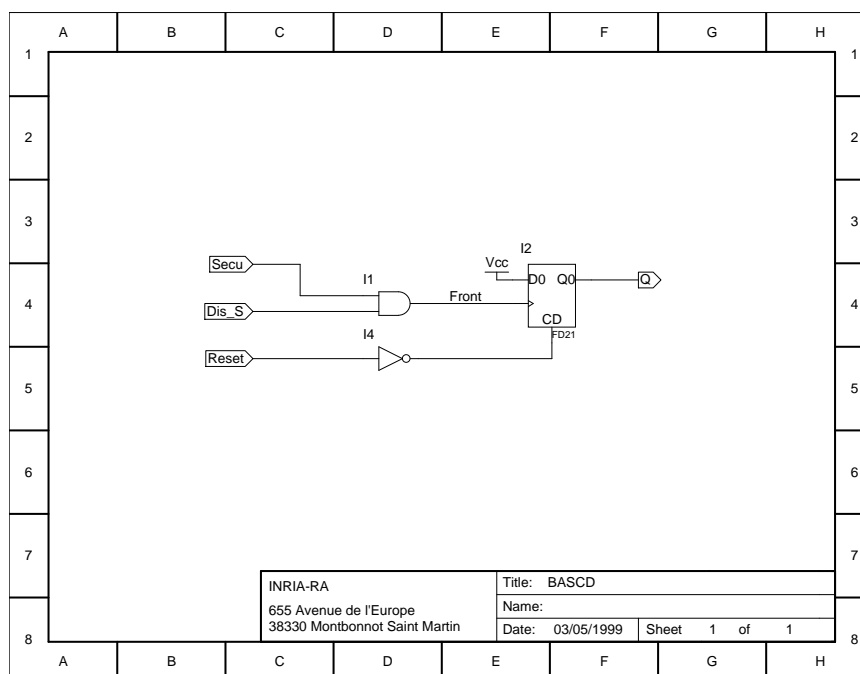 A B C D E F G H
1 1
2 2
3 3
I2
Secu Vcc
I1 D0 Q0 Q
4 Front 4
Dis_S CD
I4 FD21
Reset
5 5
6 6
7 7
INRIA-RA Title: BASCD
655 Avenue de l'Europe Name:
38330 Montbonnot Saint Martin Date: 03/05/1999 Sheet 1 of 1
8 8
A B C D E F G H